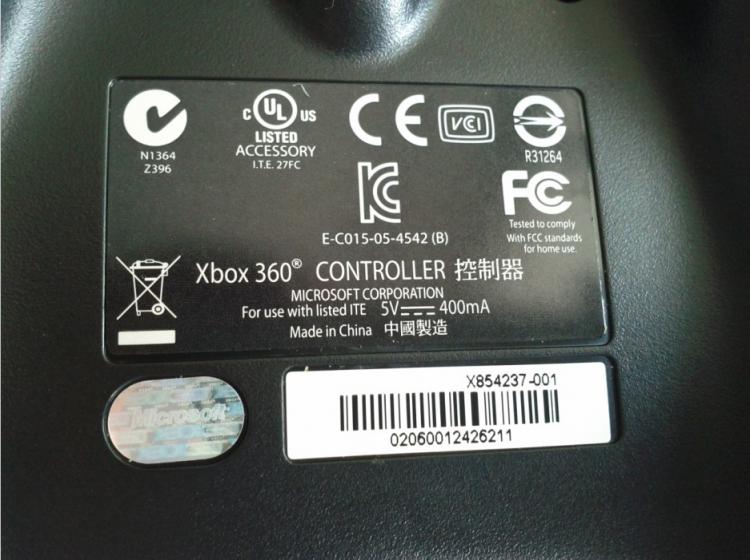 N1364
Z396
C UL US
LISTED
ACCESSORY
I.T.E. 27FC
CE
VCI
R31264
E-C015-05-4542 (B)
FC
Tested to comply
With FCC standards
for home use.
Xbox 360® CONTROLLER 控制器
MICROSOFT CORPORATION
For use with listed ITE 5V 400mA
Made in China 中國製造
Microsoft
X854237-001
02060012426211